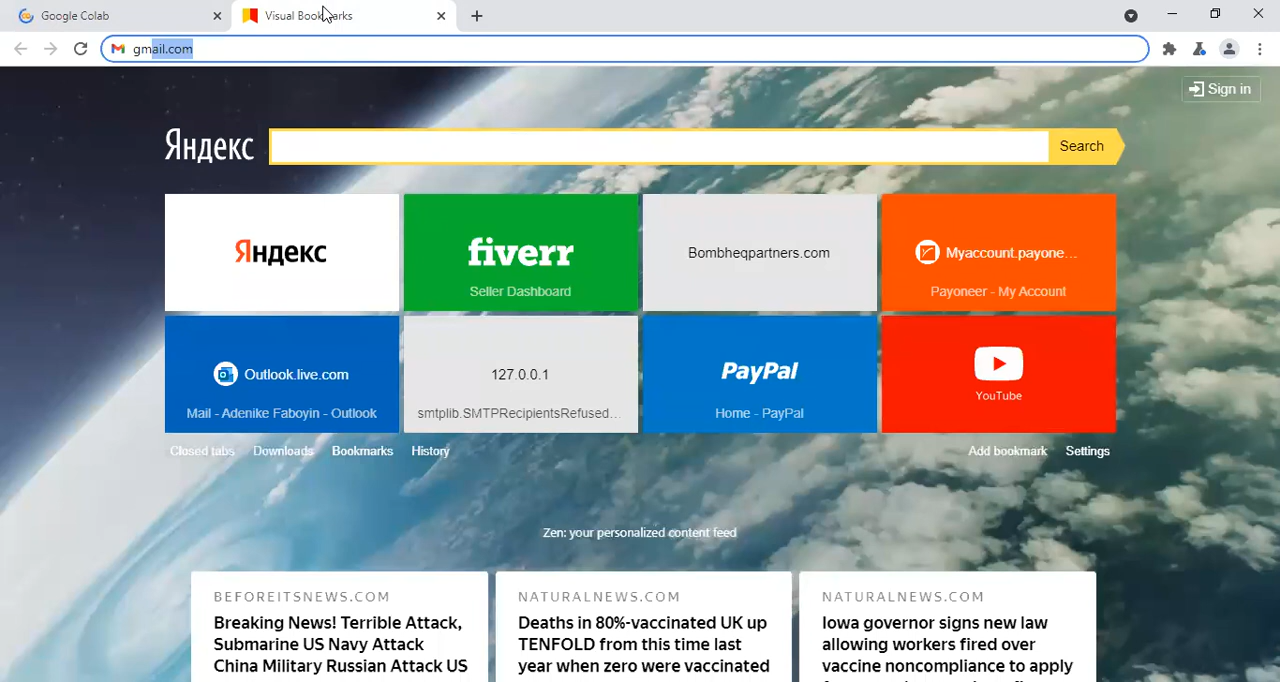 Google Colab
Visual Bookmarks
gmail.com
Sign in
Яндекс
Search
Яндекс
fiverr
Seller Dashboard
Bombheqpartners.com
Myaccount.payone...
Payoneer - My Account
Outlook.live.com
Mail - Adenike Faboyin - Outlook
127.0.0.1
smtplib.SMTPRecipientsRefused...
PayPal
Home - PayPal
YouTube
Closed tabs Downloads Bookmarks History
Add bookmark Settings
Zen: your personalized content feed
BEFOREITSNEWS.COM
Breaking News! Terrible Attack,
Submarine US Navy Attack
China Military Russian Attack US
NATURALNEWS.COM
Deaths in 80%-vaccinated UK up
TENFOLD from this time last
year when zero were vaccinated
NATURALNEWS.COM
Iowa governor signs new law
allowing workers fired over
vaccine noncompliance to apply